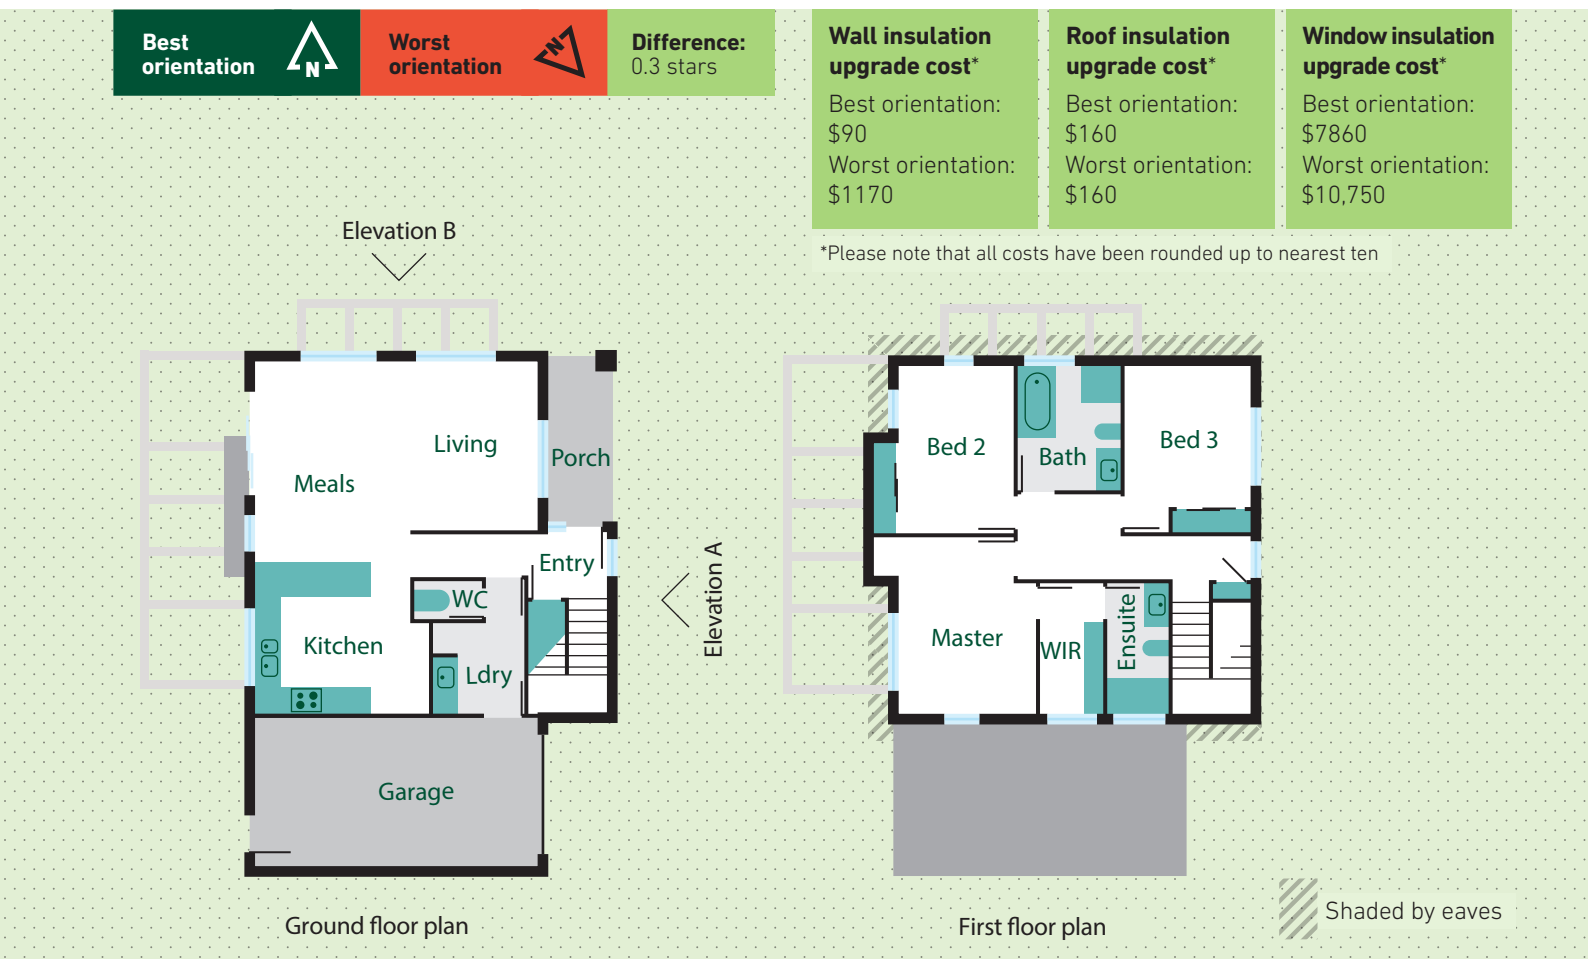 Best
orientation
N
Worst
orientation
N
Difference:
0.3 stars
Wall insulation
upgrade cost*
Best orientation:
$90
Worst orientation:
$1170
Roof insulation
upgrade cost*
Best orientation:
$160
Worst orientation:
$160
Window insulation
upgrade cost*
Best orientation:
$7860
Worst orientation:
$10,750
*Please note that all costs have been rounded up to nearest ten
Elevation B
Living
Porch
Meals
Entry
Elevation A
WC
Kitchen
Ldry
Garage
Ground floor plan
Bed 2
Bath
Bed 3
Master
WIR
Ensuite
First floor plan
Shaded by eaves